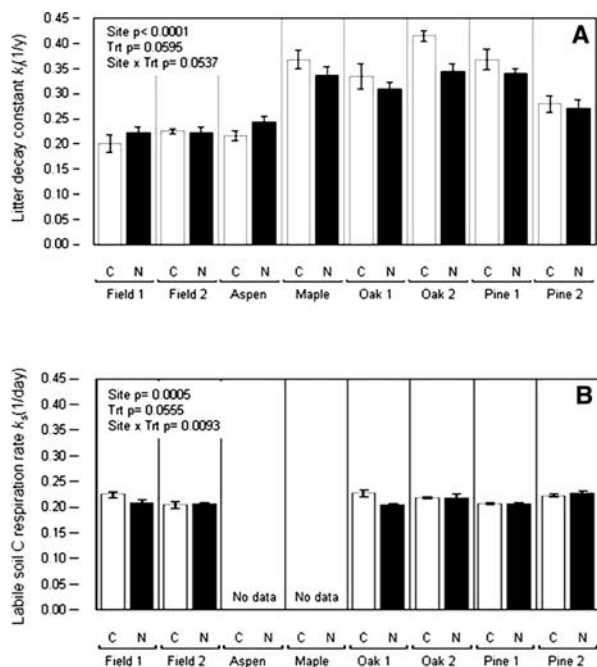 A
Site p< 0.0001
Trt p= 0.0595
Site x Trt p= 0.0537
Litter decay constant kl(1/y)
0.45
0.40
0.35
0.30
0.25
0.20
0.15
0.10
0.05
0.00
C N C N C N C N C N C N C N C N
Field 1 Field 2 Aspen Maple Oak 1 Oak 2 Pine 1 Pine 2
B
Site p= 0.0005
Trt p= 0.0555
Site x Trt p= 0.0093
Labile soil C respiration rate ks(1/day)
0.45
0.40
0.35
0.30
0.25
0.20
0.15
0.10
0.05
0.00
No data No data
C N C N C N C N C N C N C N C N
Field 1 Field 2 Aspen Maple Oak 1 Oak 2 Pine 1 Pine 2